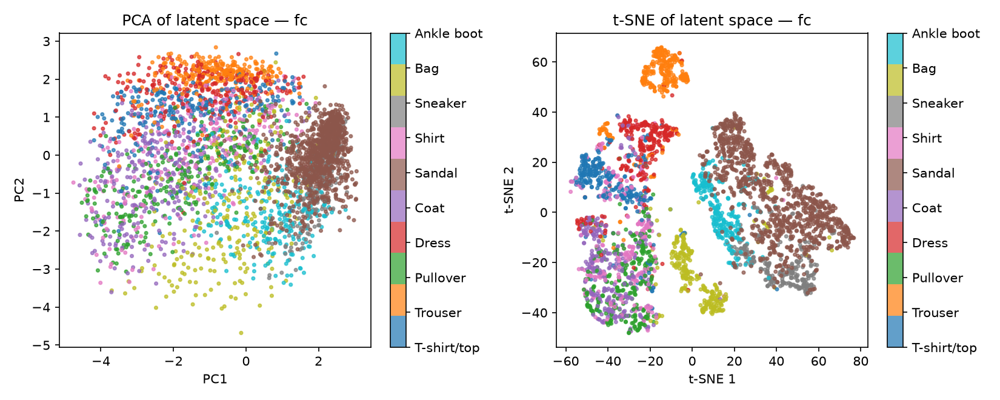 PCA of latent space — fc
3
2
1
0
−1
−2
−3
−4
−5
PC2
−4
−2
0
2
PC1
Ankle boot
Bag
Sneaker
Shirt
Sandal
Coat
Dress
Pullover
Trouser
T-shirt/top
t-SNE of latent space — fc
60
40
20
0
−20
−40
t-SNE 2
−60
−40
−20
0
20
40
60
80
t-SNE 1
Ankle boot
Bag
Sneaker
Shirt
Sandal
Coat
Dress
Pullover
Trouser
T-shirt/top